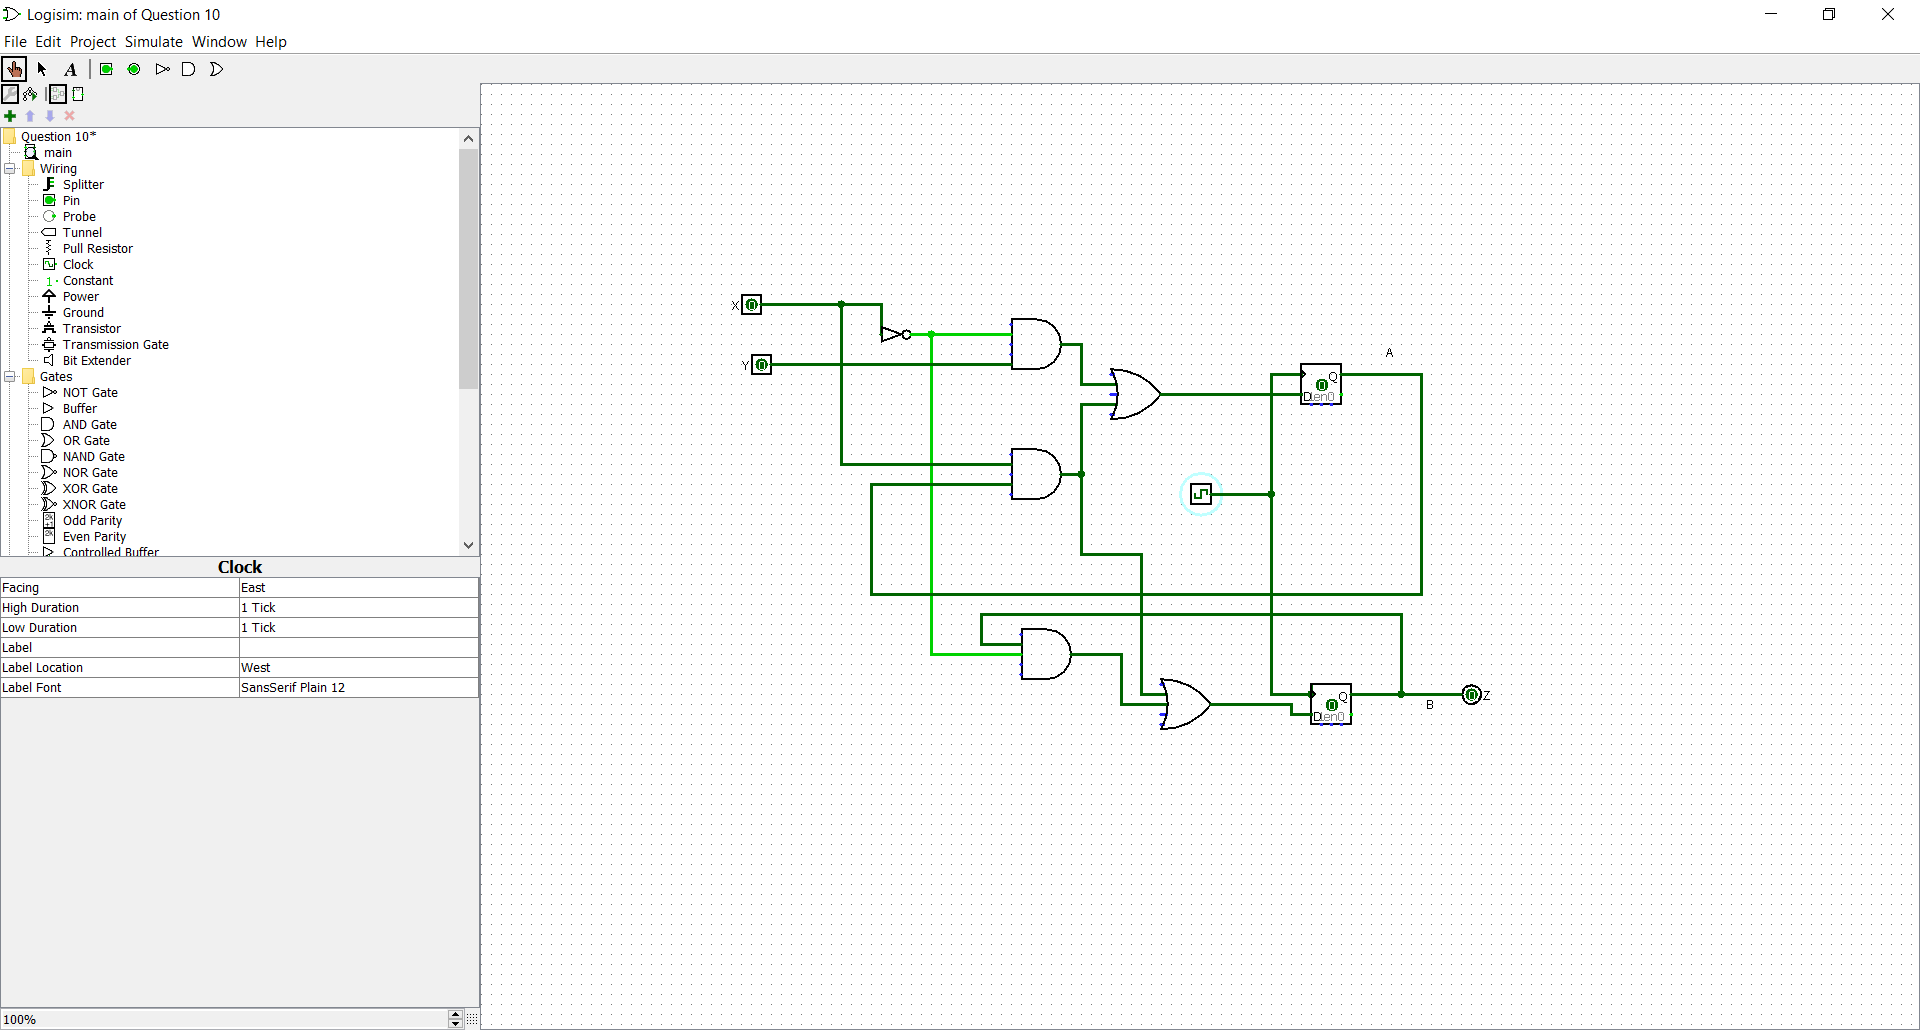 Logisim: main of Question 10
File Edit Project Simulate Window Help
A
Question 10*
main
Wiring
Splitter
Pin
Probe
Tunnel
Pull Resistor
Clock
1 Constant
Power
Ground
Transistor
Transmission Gate
Bit Extender
Gates
NOT Gate
Buffer
AND Gate
OR Gate
NAND Gate
NOR Gate
XOR Gate
XNOR Gate
Odd Parity
Even Parity
Controlled Buffer
Clock
Facing East
High Duration 1 Tick
Low Duration 1 Tick
Label
Label Location West
Label Font SansSerif Plain 12
100%
X 0
Y 0
A
Q
0
D en0
Q
0
D en0
B
0 Z